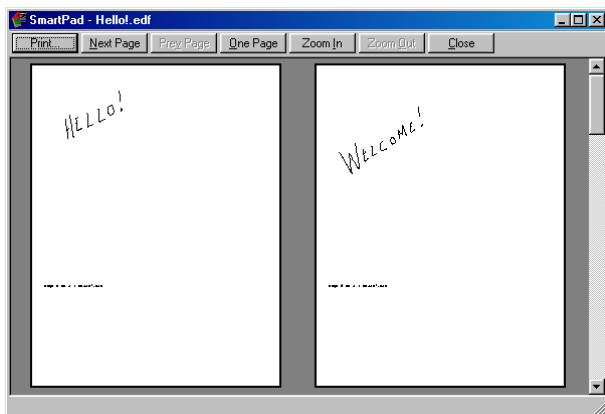 SmartPad - Hello!.edf
Print... Next Page Prev Page One Page Zoom In Zoom Out Close
HELLO!
WELCOME!